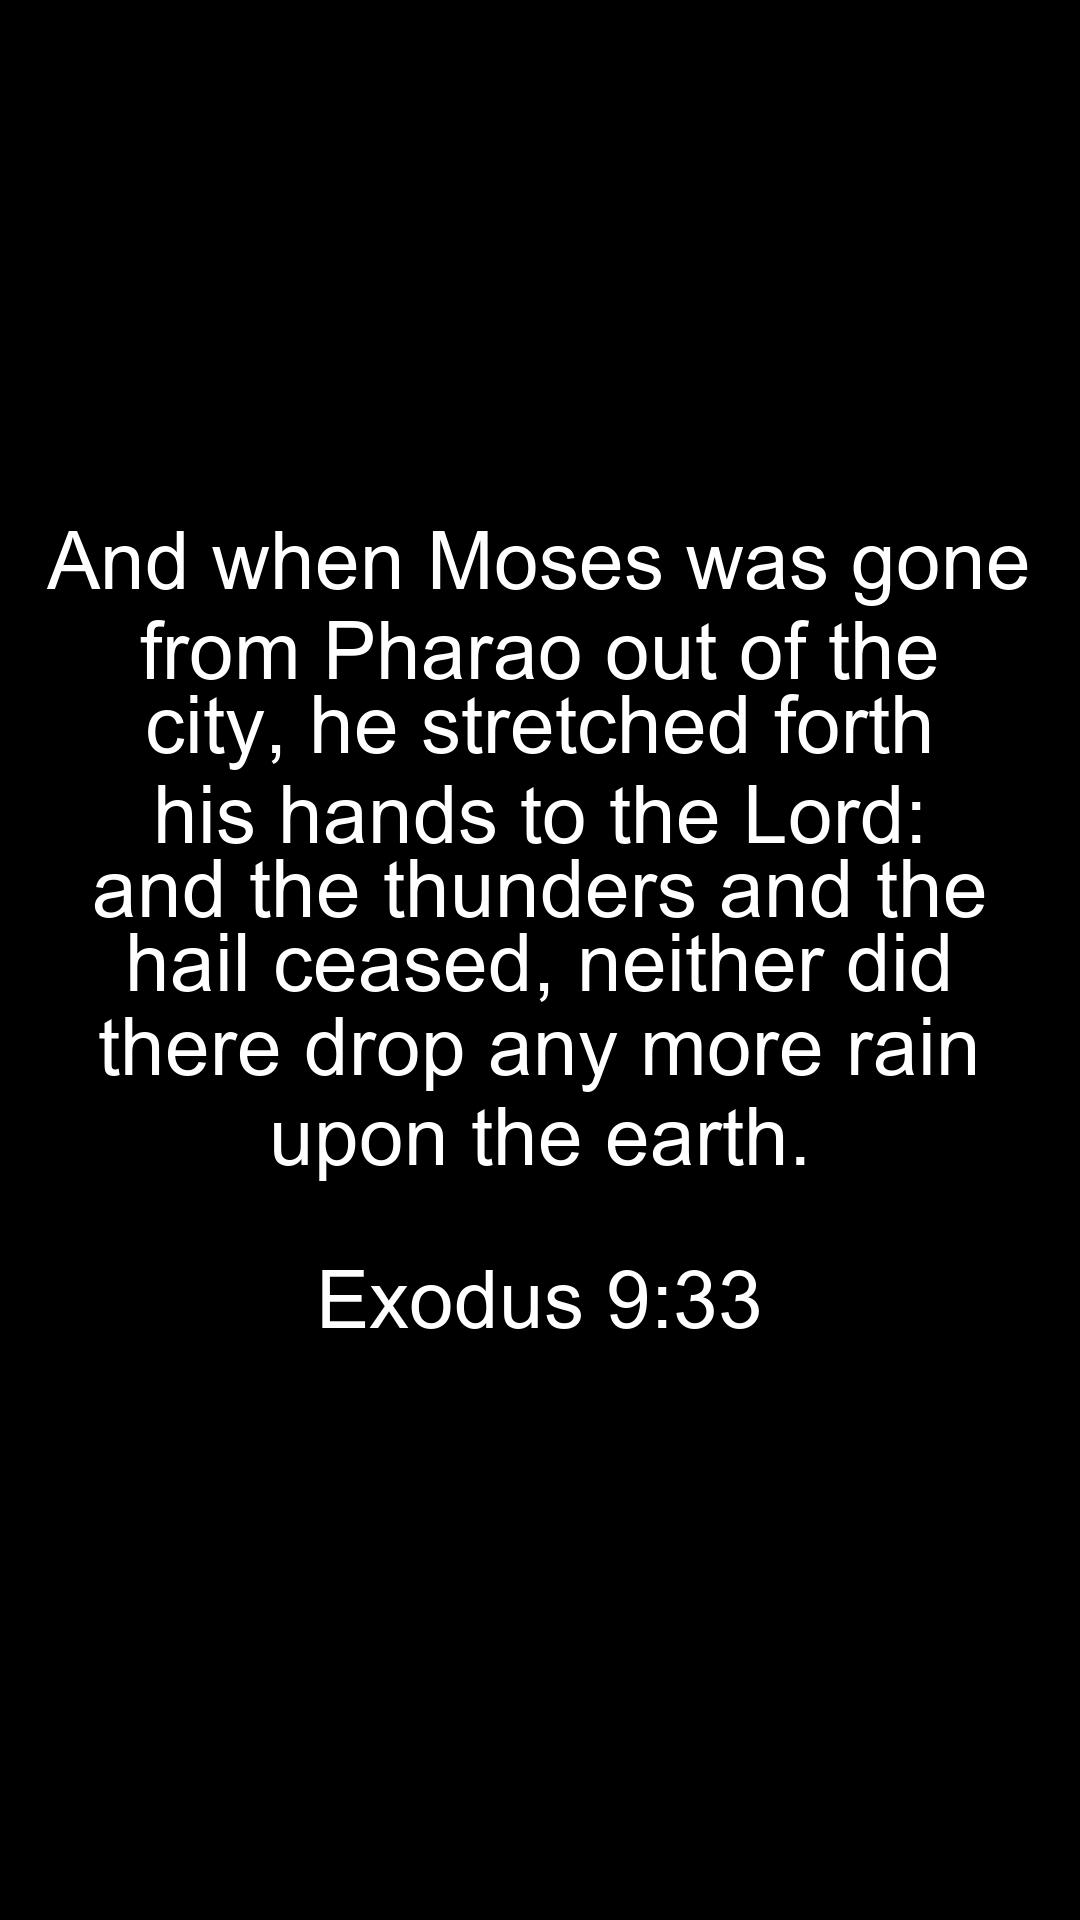 And when Moses was gone
from Pharao out of the
city, he stretched forth
his hands to the Lord:
and the thunders and the
hail ceased, neither did
there drop any more rain
upon the earth.
Exodus 9:33